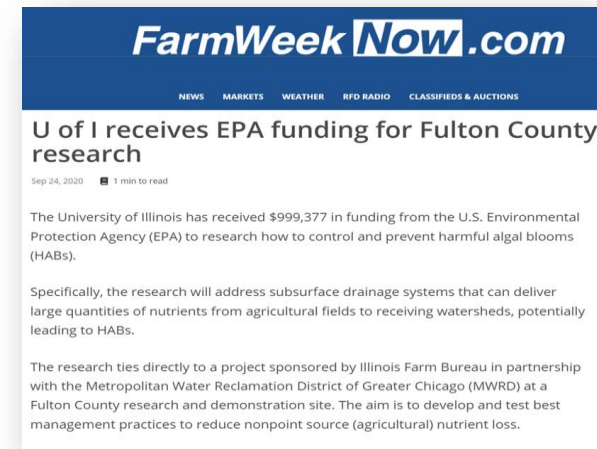 FarmWeek Now.com
NEWS MARKETS WEATHER RFD RADIO CLASSIFIEDS & AUCTIONS
U of I receives EPA funding for Fulton County
research
Sep 24, 2020 1 min to read
The University of Illinois has received $999,377 in funding from the U.S. Environmental
Protection Agency (EPA) to research how to control and prevent harmful algal blooms
(HABs).
Specifically, the research will address subsurface drainage systems that can deliver
large quantities of nutrients from agricultural fields to receiving watersheds, potentially
leading to HABs.
The research ties directly to a project sponsored by Illinois Farm Bureau in partnership
with the Metropolitan Water Reclamation District of Greater Chicago (MWRD) at a
Fulton County research and demonstration site. The aim is to develop and test best
management practices to reduce nonpoint source (agricultural) nutrient loss.